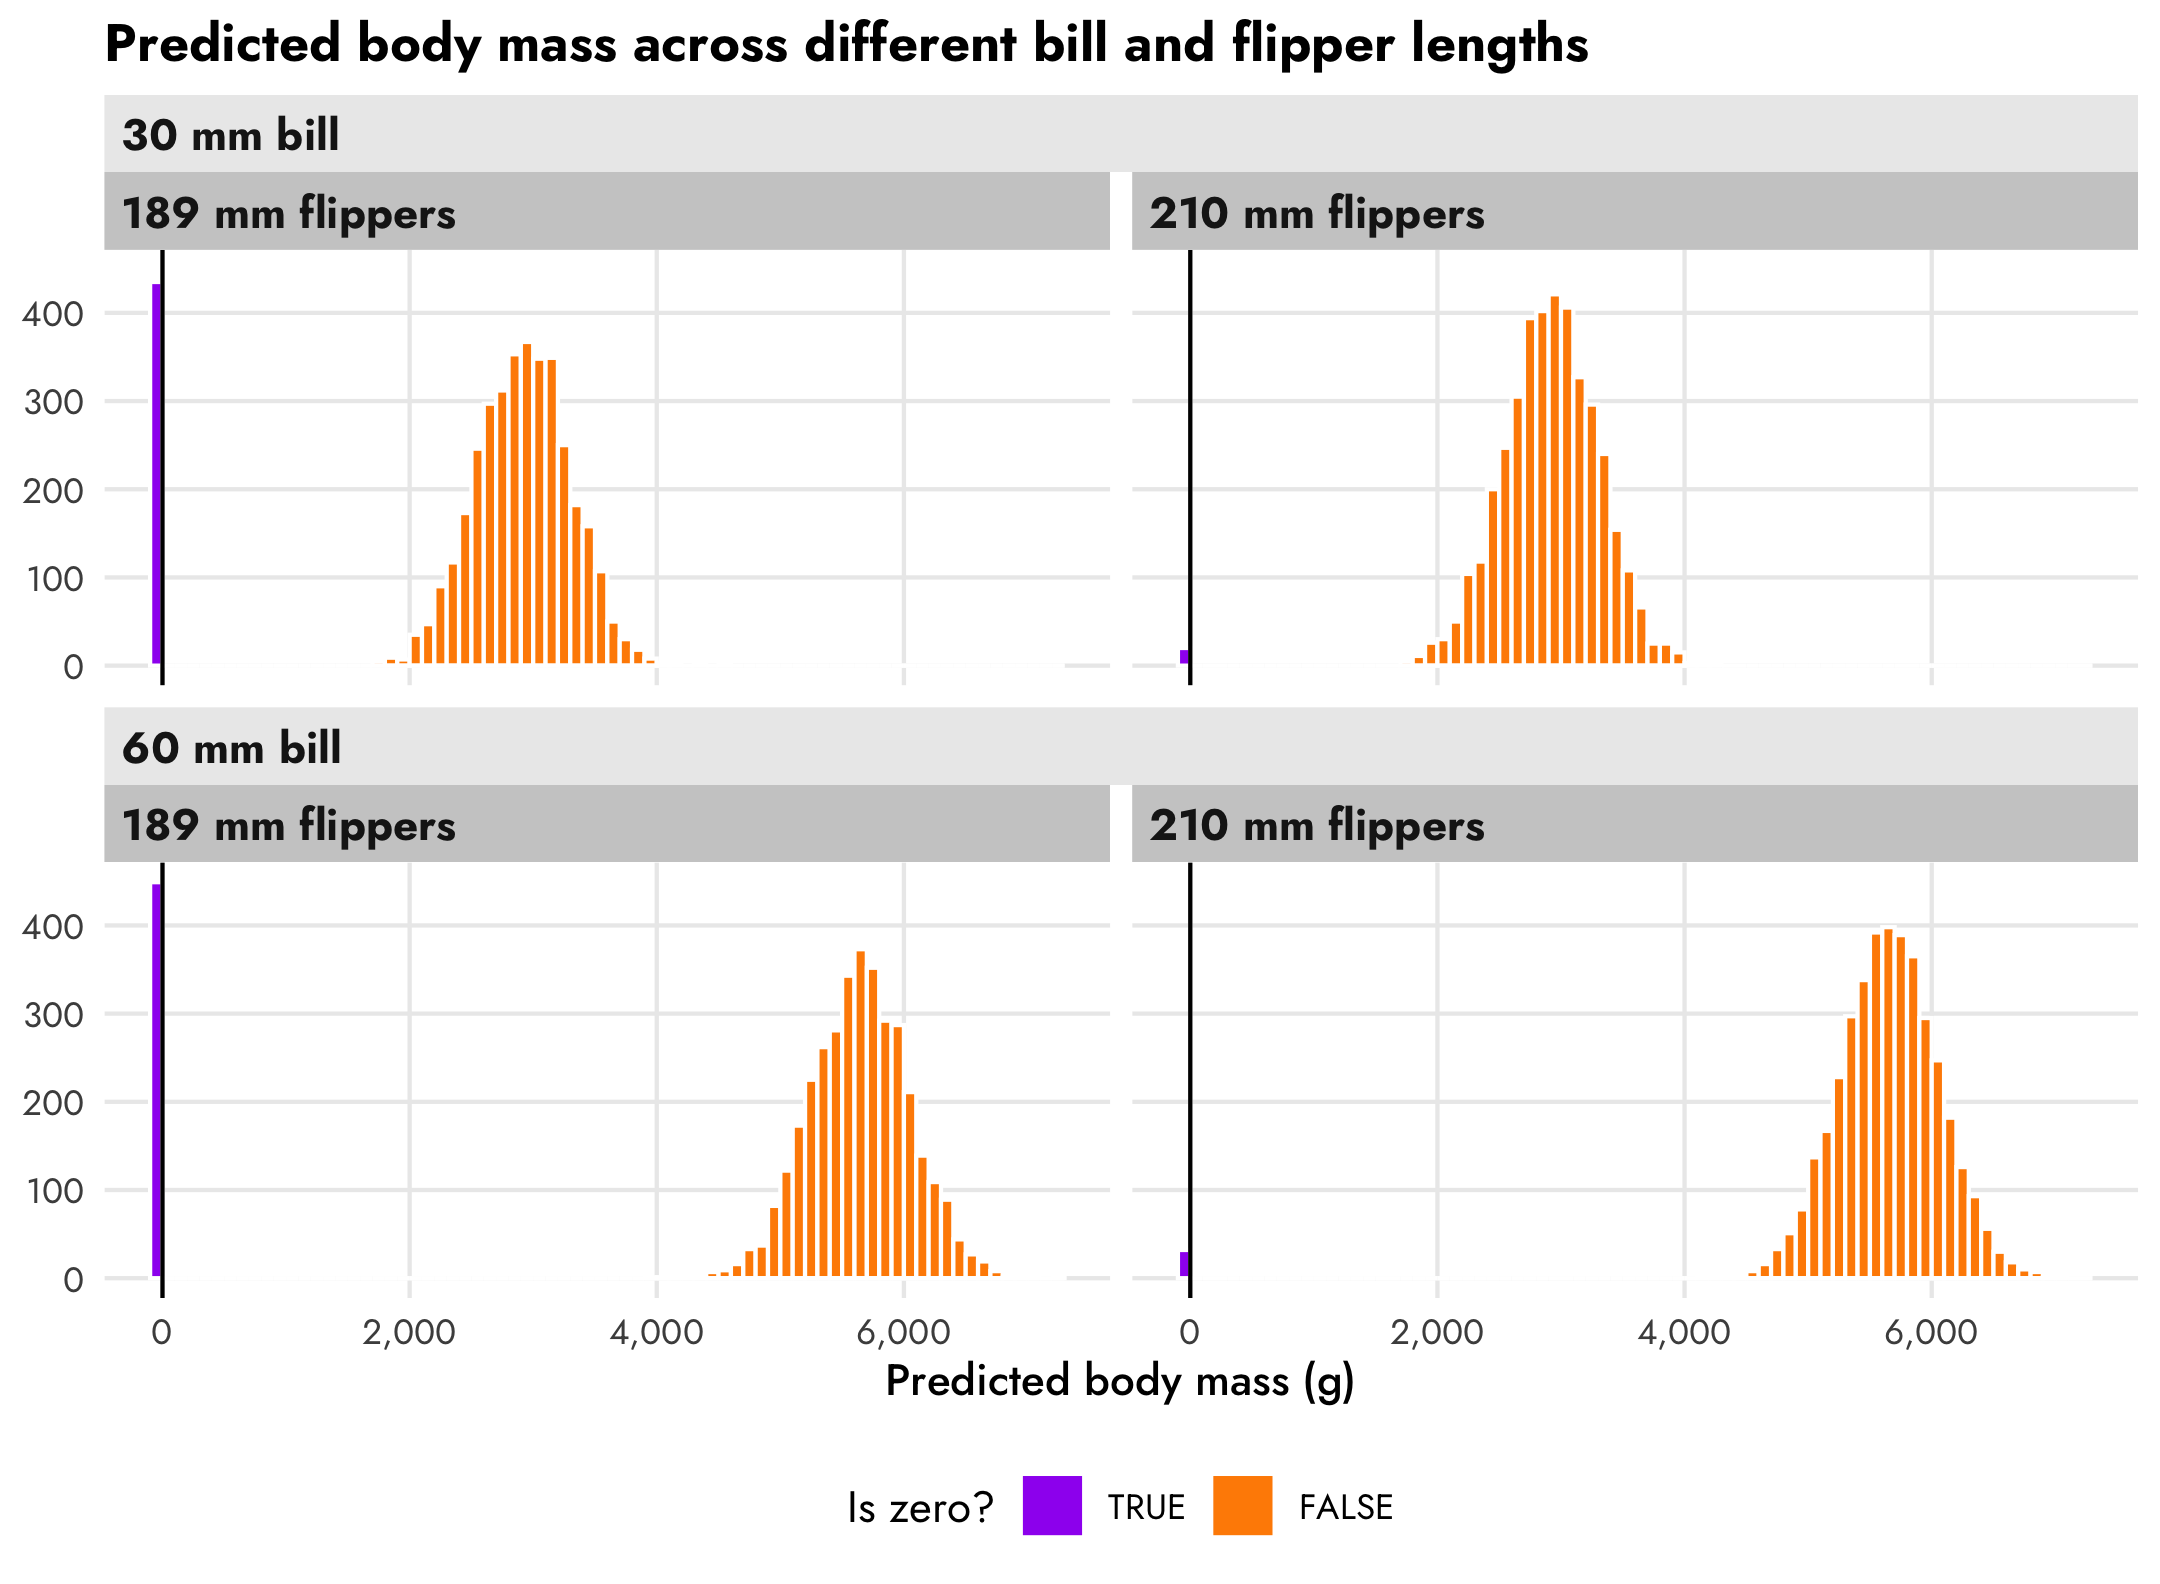 Predicted body mass across different bill and flipper lengths
30 mm bill
189 mm flippers
210 mm flippers
400
300
200
100
0
60 mm bill
189 mm flippers
210 mm flippers
400
300
200
100
0
0 2,000 4,000 6,000 0 2,000 4,000 6,000
Predicted body mass (g)
Is zero? TRUE FALSE